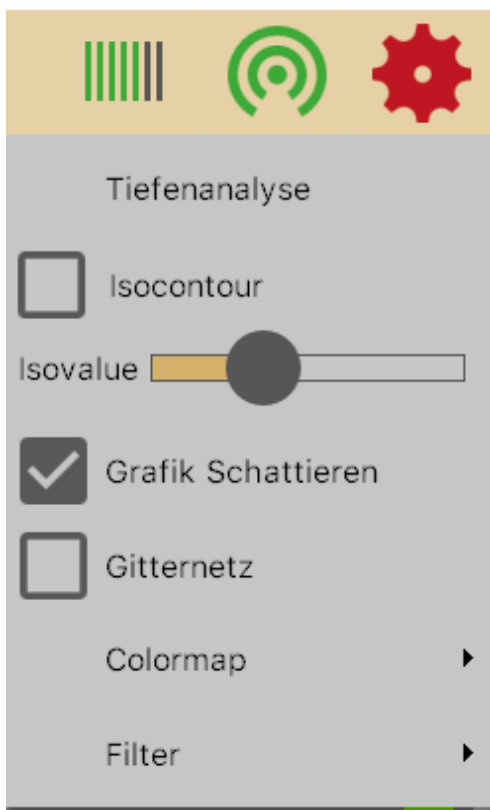 Tiefenanalyse
Isocontour
Isovalue
Grafik Schattieren
Gitternetz
Colormap
Filter